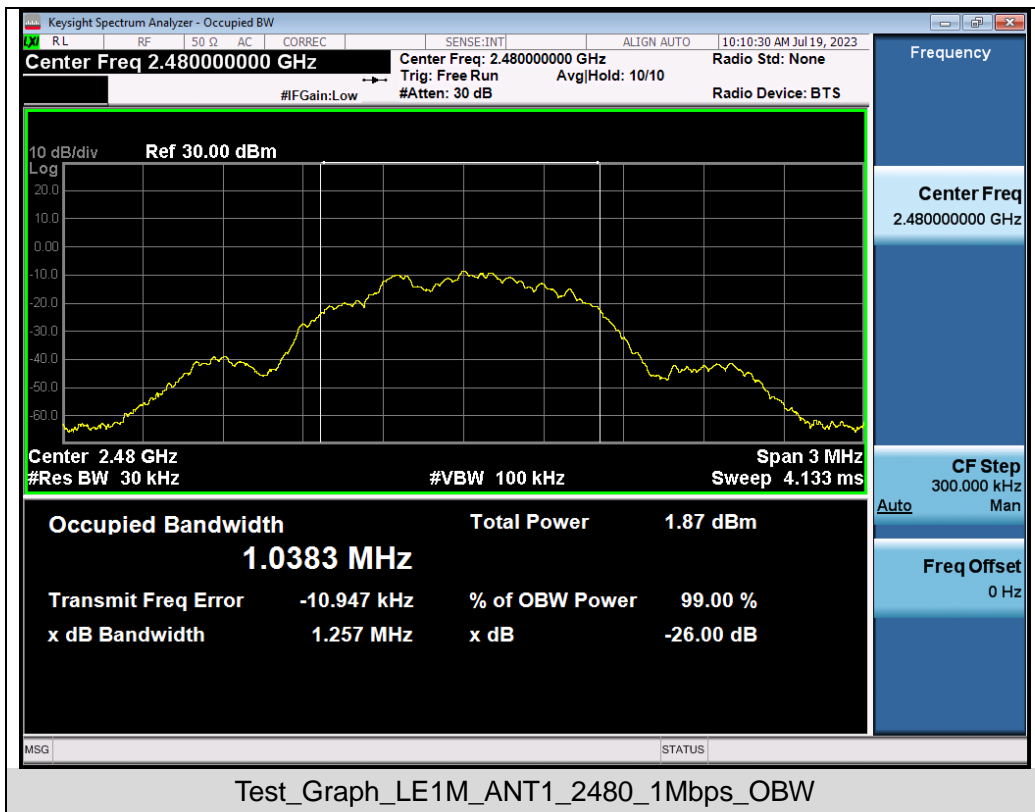 Keysight Spectrum Analyzer - Occupied BW
LXI RL RF 50 Ω AC CORREC SENSE:INT ALIGN AUTO 10:10:30 AM Jul 19, 2023
Center Freq 2.480000000 GHz
Center Freq: 2.480000000 GHz
Radio Std: None
Trig: Free Run Avg|Hold: 10/10
#IFGain:Low
#Atten: 30 dB
Radio Device: BTS
Frequency
10 dB/div Ref 30.00 dBm
Log
20.0
10.0
0.00
-10.0
-20.0
-30.0
-40.0
-50.0
-60.0
Center 2.48 GHz Span 3 MHz
#Res BW 30 kHz #VBW 100 kHz Sweep 4.133 ms
Center Freq
2.480000000 GHz
CF Step
300.000 kHz
Auto Man
Freq Offset
0 Hz
Occupied Bandwidth Total Power 1.87 dBm
1.0383 MHz
Transmit Freq Error -10.947 kHz % of OBW Power 99.00 %
x dB Bandwidth 1.257 MHz x dB -26.00 dB
MSG STATUS
Test_Graph_LE1M_ANT1_2480_1Mbps_OBW